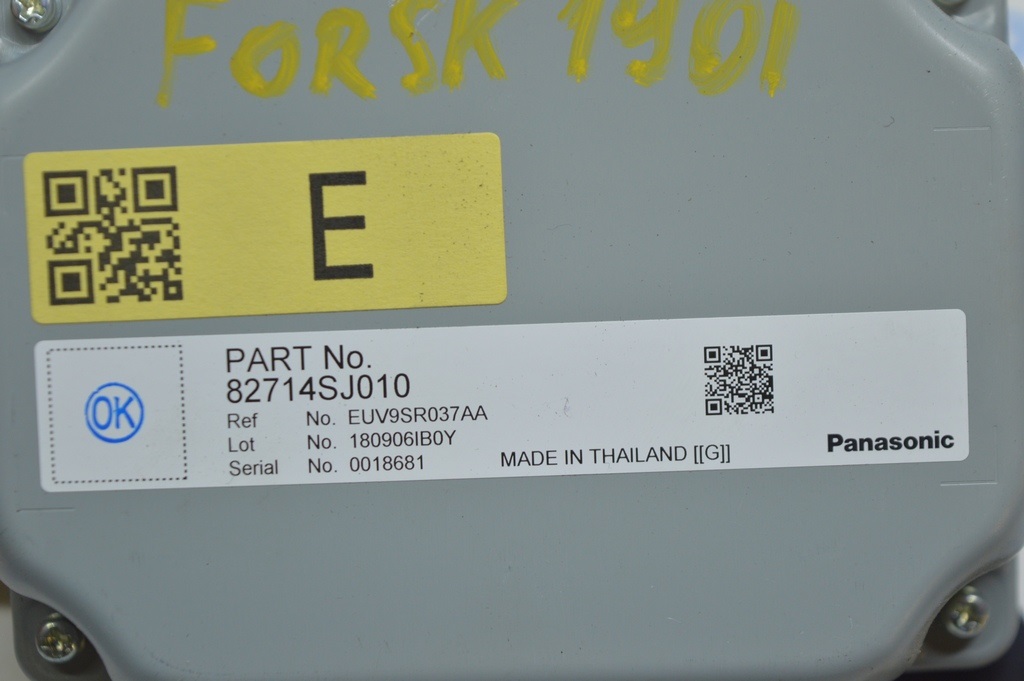 FORSK 1901
E
OK
PART No.
82714SJ010
Ref No. EUV9SR037AA
Lot No. 180906IB0Y
Serial No. 0018681
MADE IN THAILAND [[G]]
Panasonic